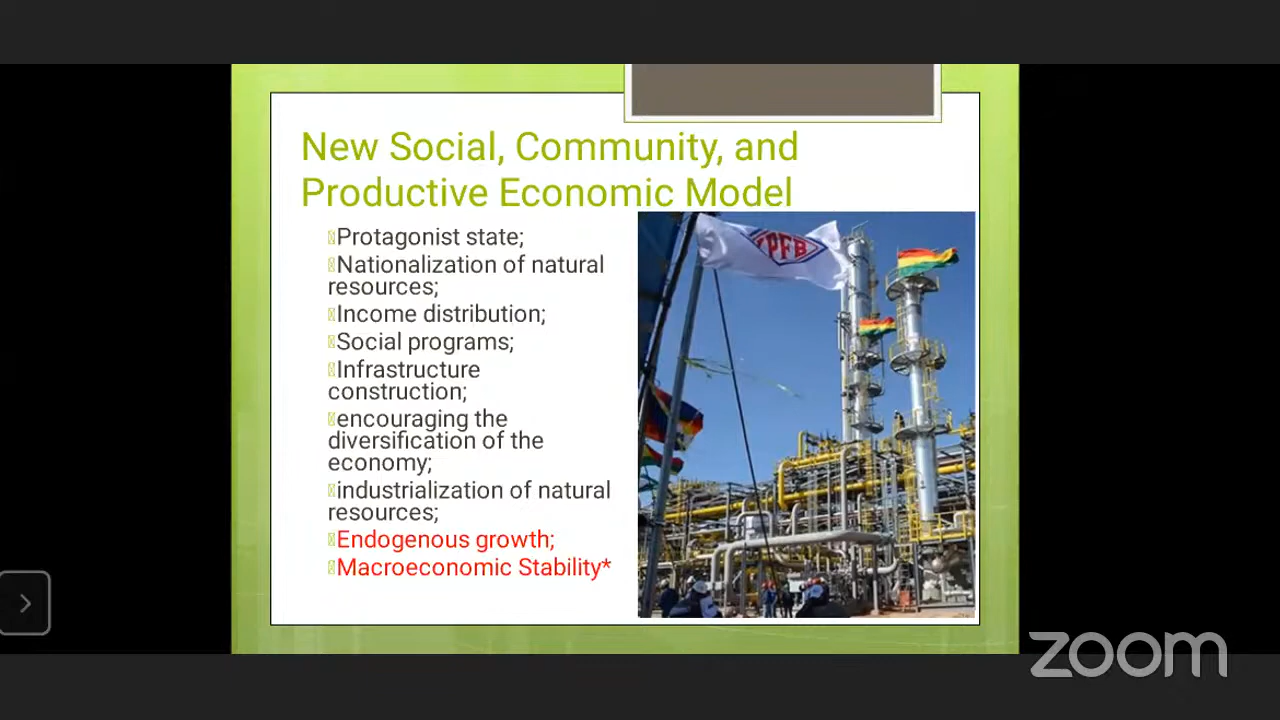 New Social, Community, and
Productive Economic Model
Protagonist state;
Nationalization of natural
resources;
Income distribution;
Social programs;
Infrastructure
construction;
encouraging the
diversification of the
economy;
industrialization of natural
resources;
Endogenous growth;
Macroeconomic Stability*
YPFB
zoom